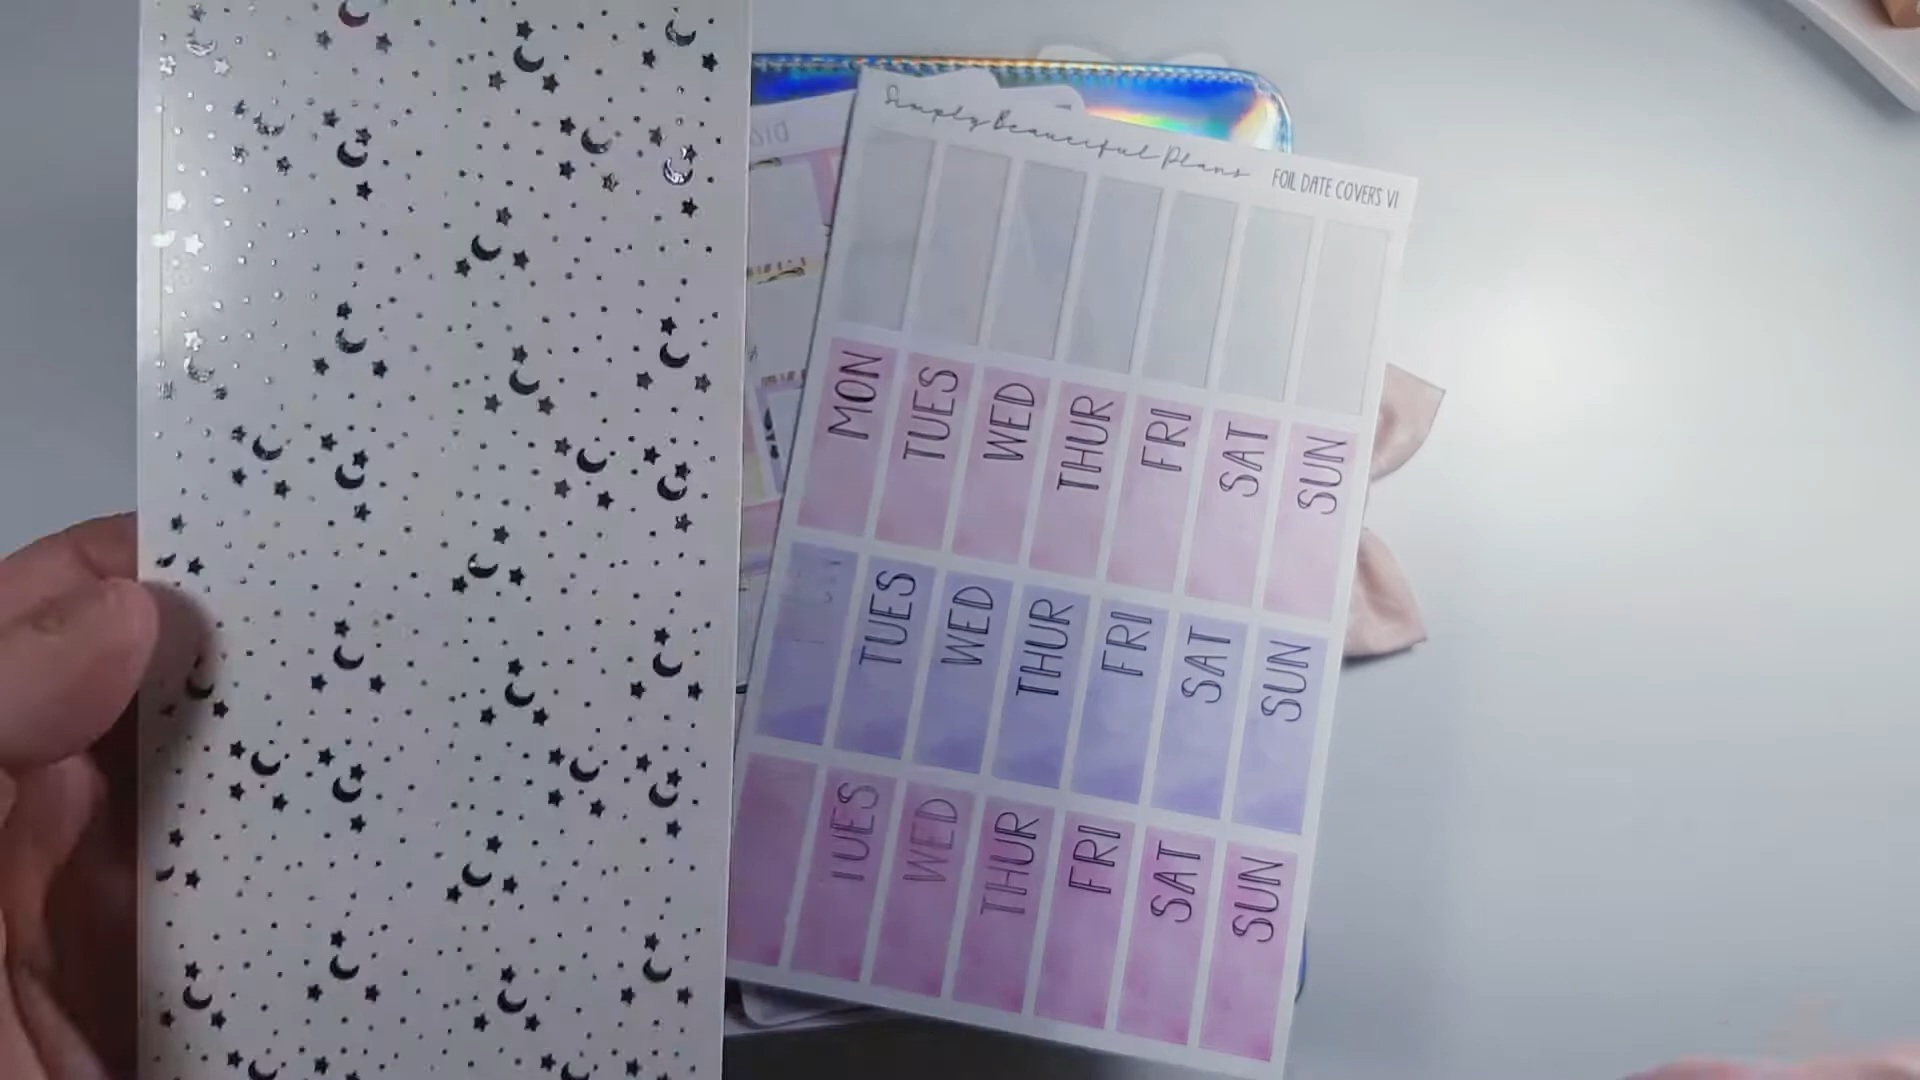 Simply Beautiful Plans
FOIL DATE COVERS V1
MON TUES WED THUR FRI SAT SUN
TUES WED THUR FRI SAT SUN
TUES WED THUR FRI SAT SUN